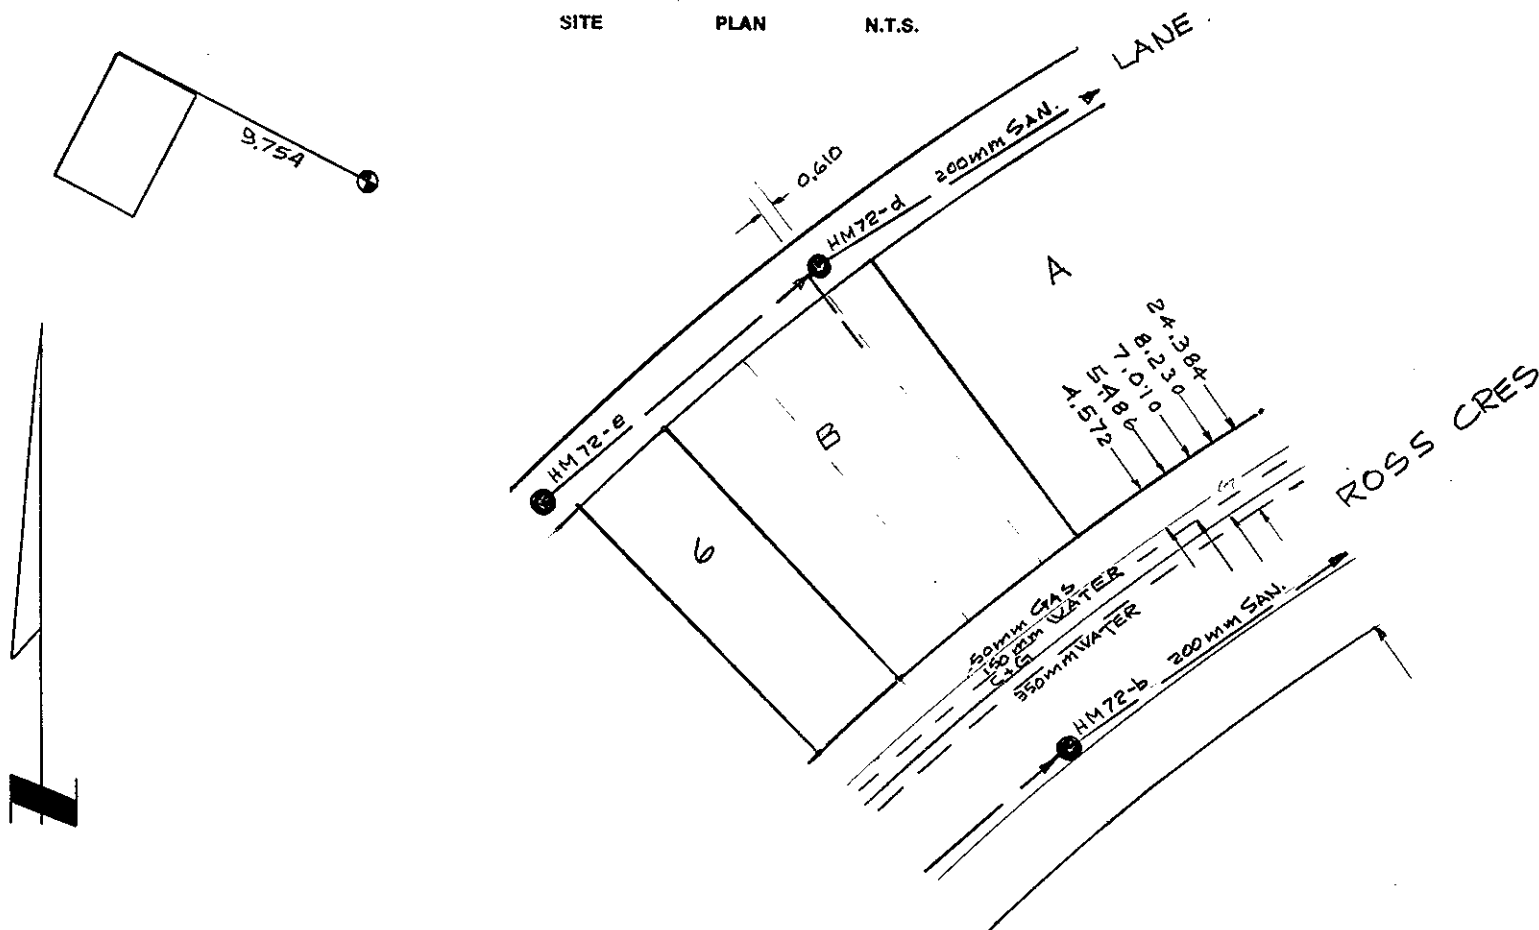 SITE PLAN N.T.S.
LANE
9.754
0.610
200mm SAN.
HM72-d
A
24.384
8.230
7.010
5.486
4.572
B
HM72-e
6
ROSS CRES
G
50mm GAS
150mm WATER
C+G
350mm WATER
200mm SAN.
HM72-b